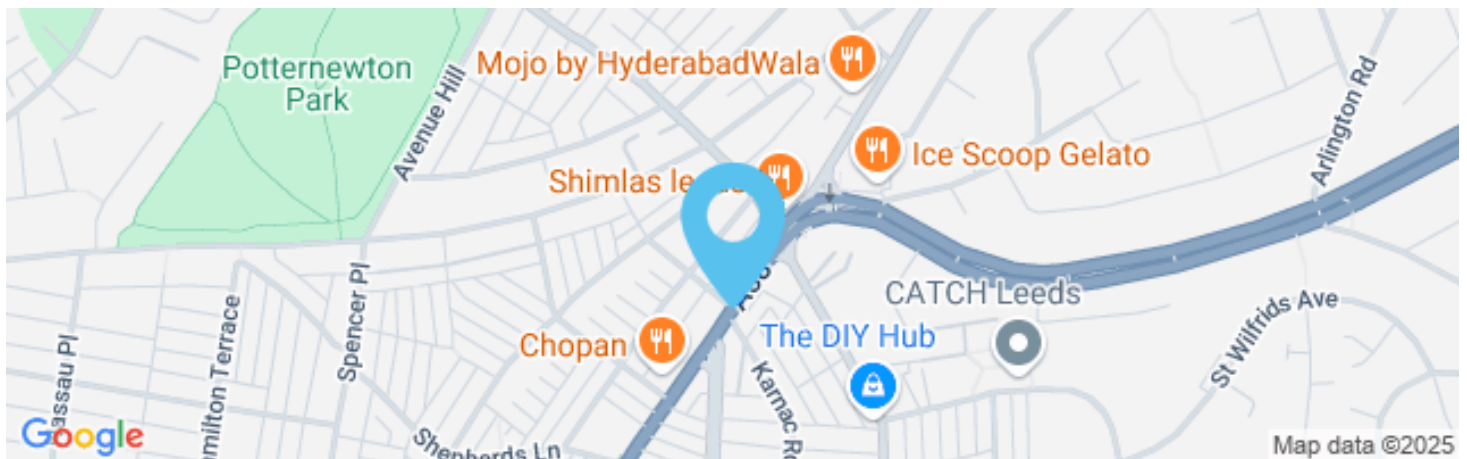 Potternewton
Park
Avenue Hill
Mojo by HyderabadWala
Ice Scoop Gelato
Arlington Rd
Shimlas
Spencer Pl
CATCH Leeds
St Wilfrids Ave
Chopan
The DIY Hub
Karnac
Terrace
Shepherds Ln
Google
Map data ©2025